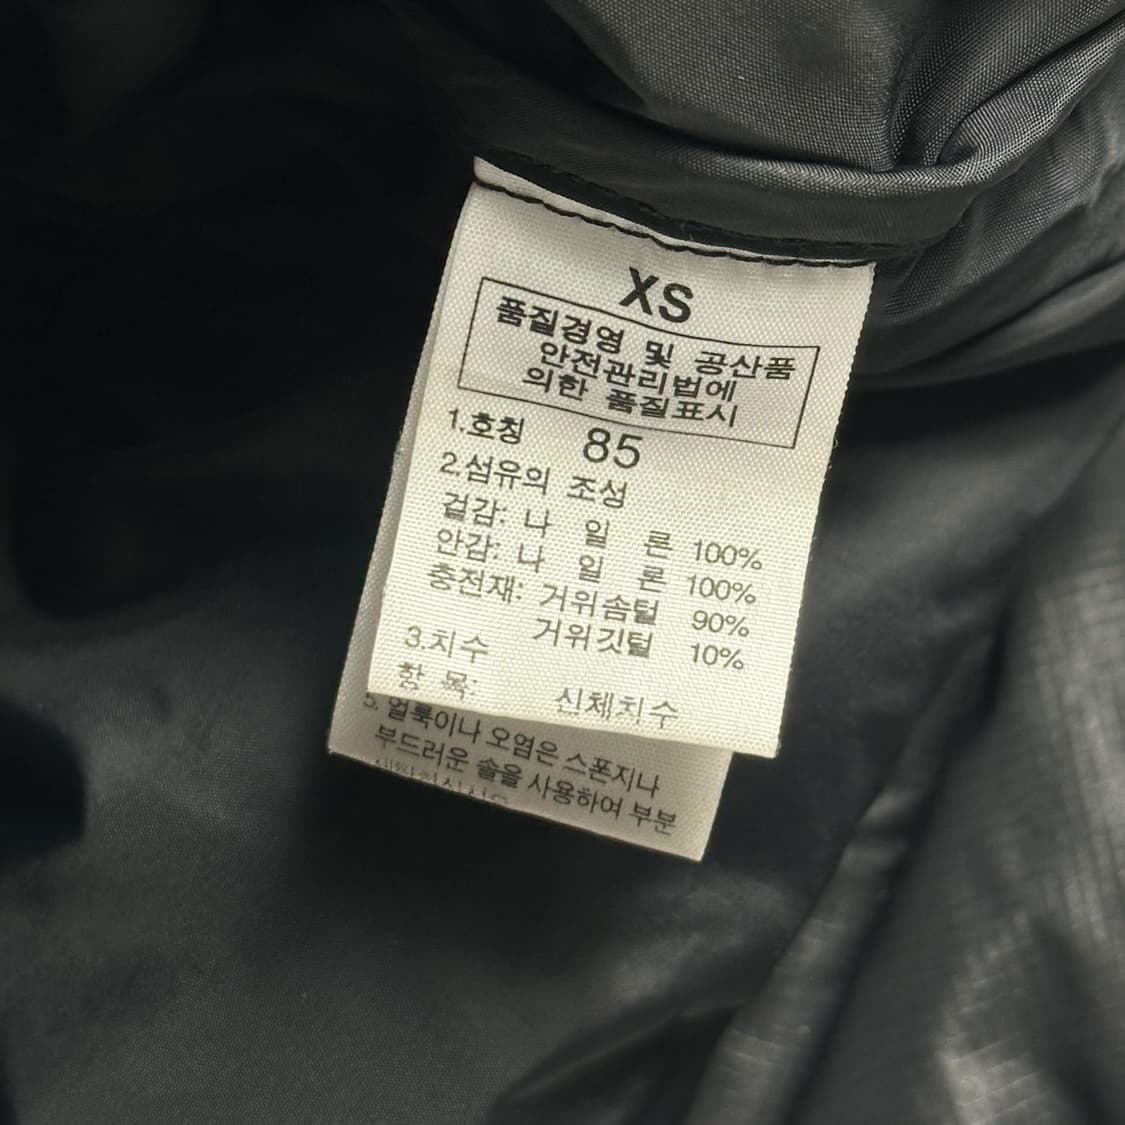 XS
품질경영 및 공산품
안전관리법에
의한 품질표시
1.호칭 85
2.섬유의 조성
겉감: 나 일 론 100%
안감: 나 일 론 100%
충전재: 거위솜털 90%
거위깃털 10%
3.치수
항 목: 신체치수
5. 얼룩이나 오염은 스폰지나
부드러운 솔을 사용하여 부분